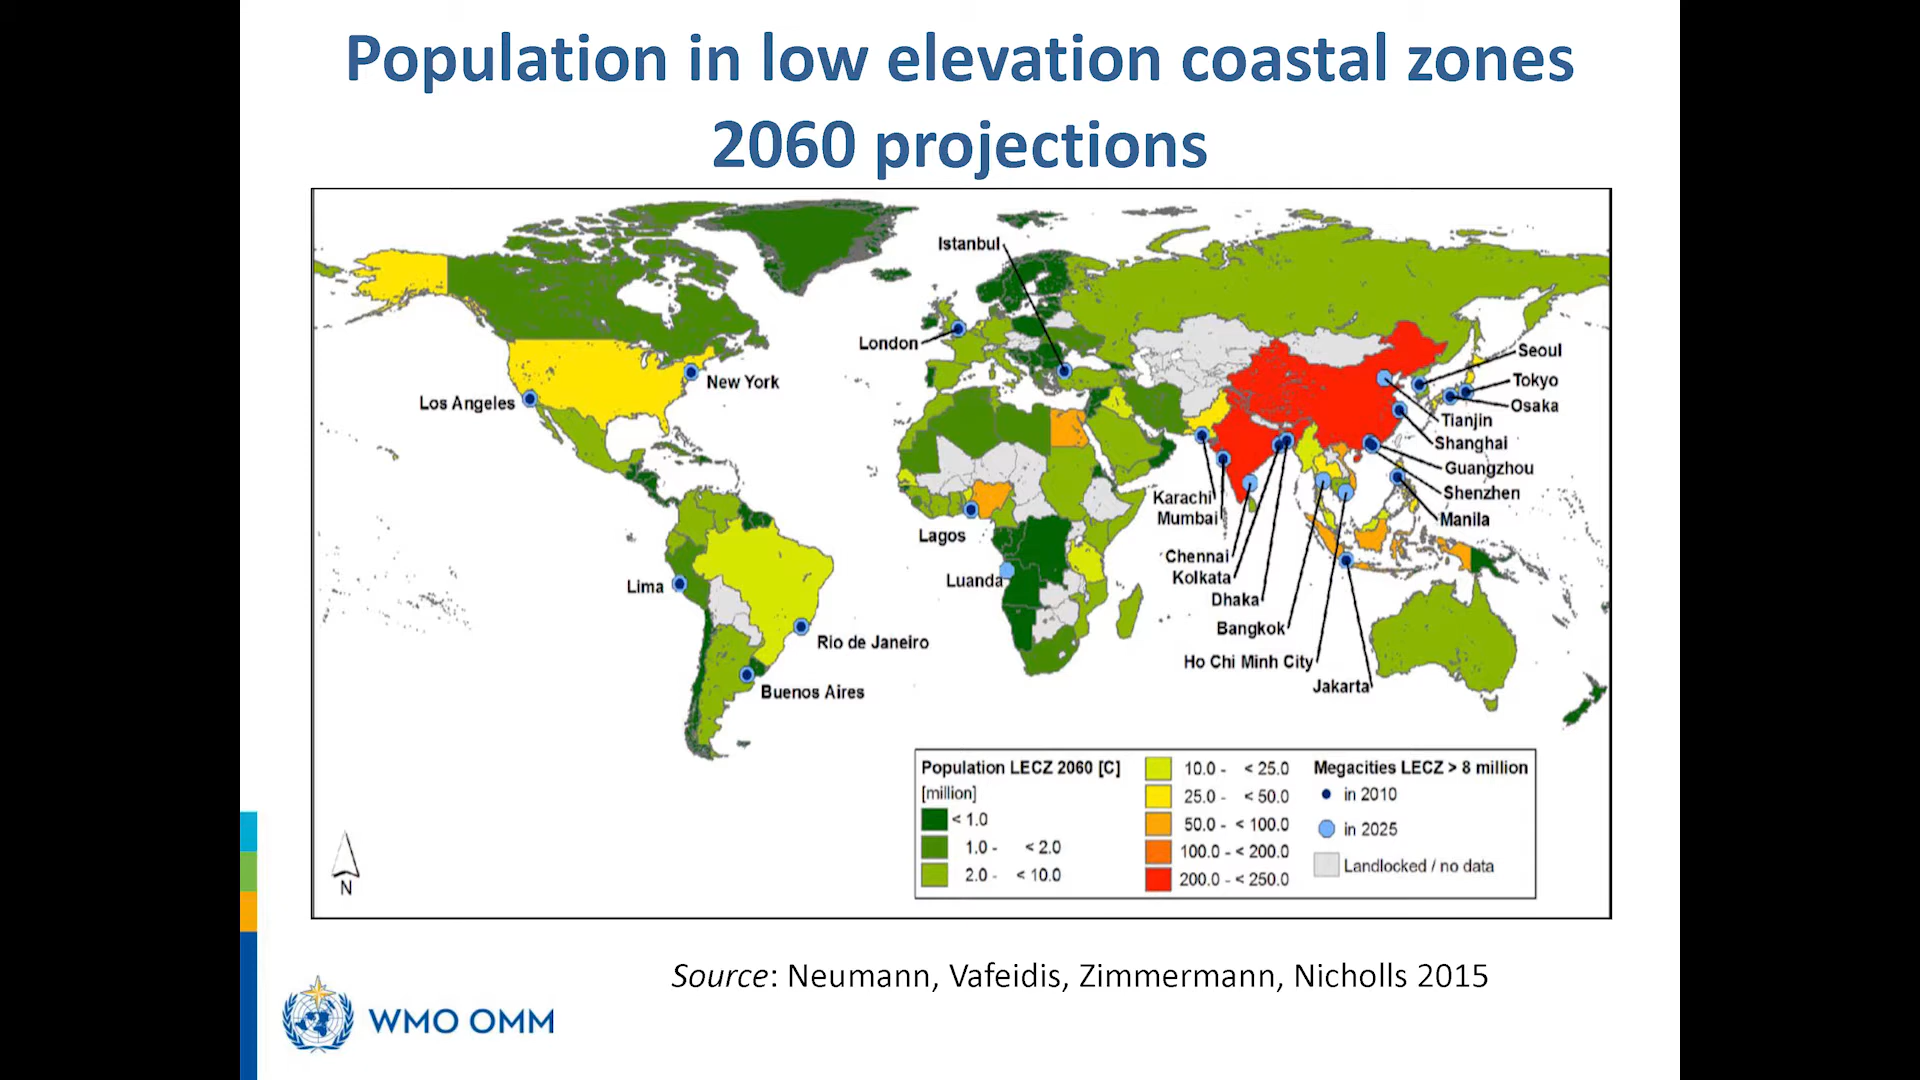 Population in low elevation coastal zones
2060 projections
Istanbul
London
New York
Los Angeles
Seoul
Tokyo
Osaka
Tianjin
Shanghai
Guangzhou
Shenzhen
Manila
Karachi
Mumbai
Lagos
Chennai
Luanda
Kolkata
Lima
Dhaka
Bangkok
Rio de Janeiro
Ho Chi Minh City
Jakarta
Buenos Aires
Population LECZ 2060 [C]
[million]
< 1.0
1.0 - < 2.0
2.0 - < 10.0
10.0 - < 25.0
25.0 - < 50.0
50.0 - < 100.0
100.0 - < 200.0
200.0 - < 250.0
Megacities LECZ > 8 million
in 2010
in 2025
Landlocked / no data
N
Source: Neumann, Vafeidis, Zimmermann, Nicholls 2015
WMO OMM